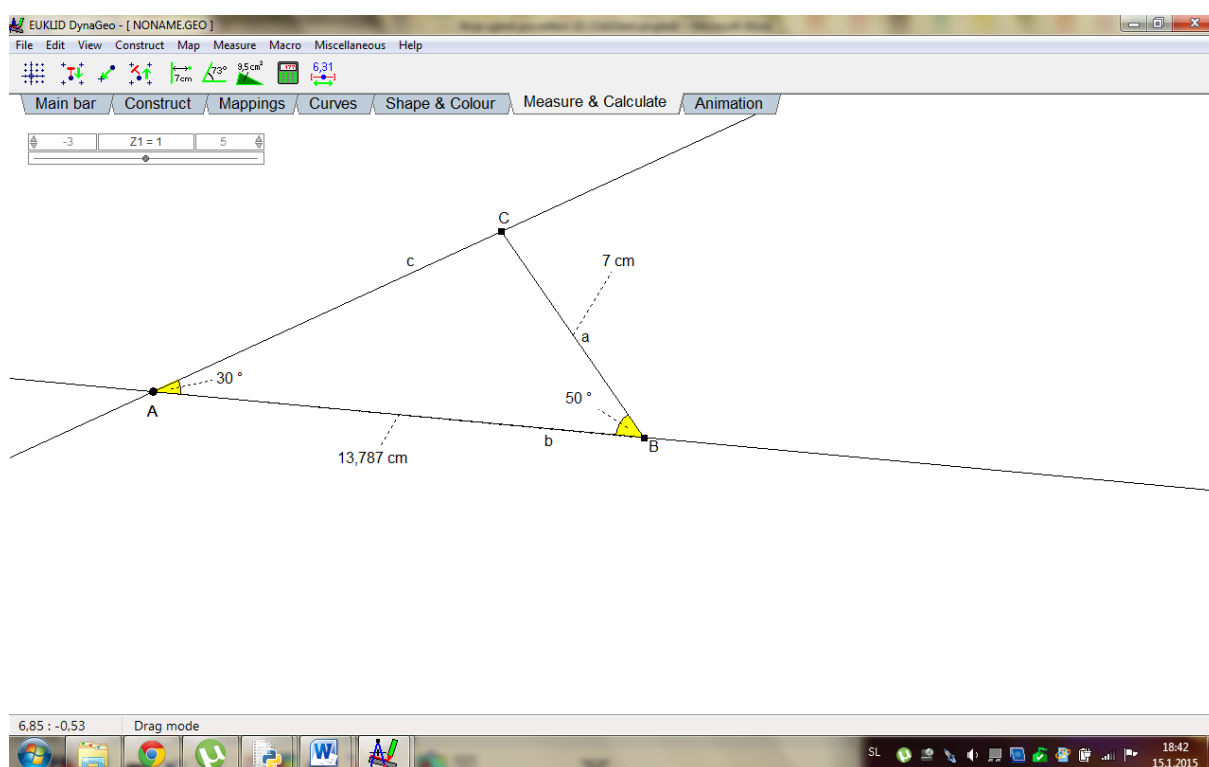 EUKLID DynaGeo - [ NONAME.GEO ]
File Edit View Construct Map Measure Macro Miscellaneous Help
7cm 73° 9,5cm² 177 6,31
Main bar Construct Mappings Curves Shape & Colour Measure & Calculate Animation
-3 Z1 = 1 5
C
c
7 cm
a
30 °
A
50 °
b
B
13,787 cm
6,85 : -0,53 Drag mode
SL
18:42
15.1.2015